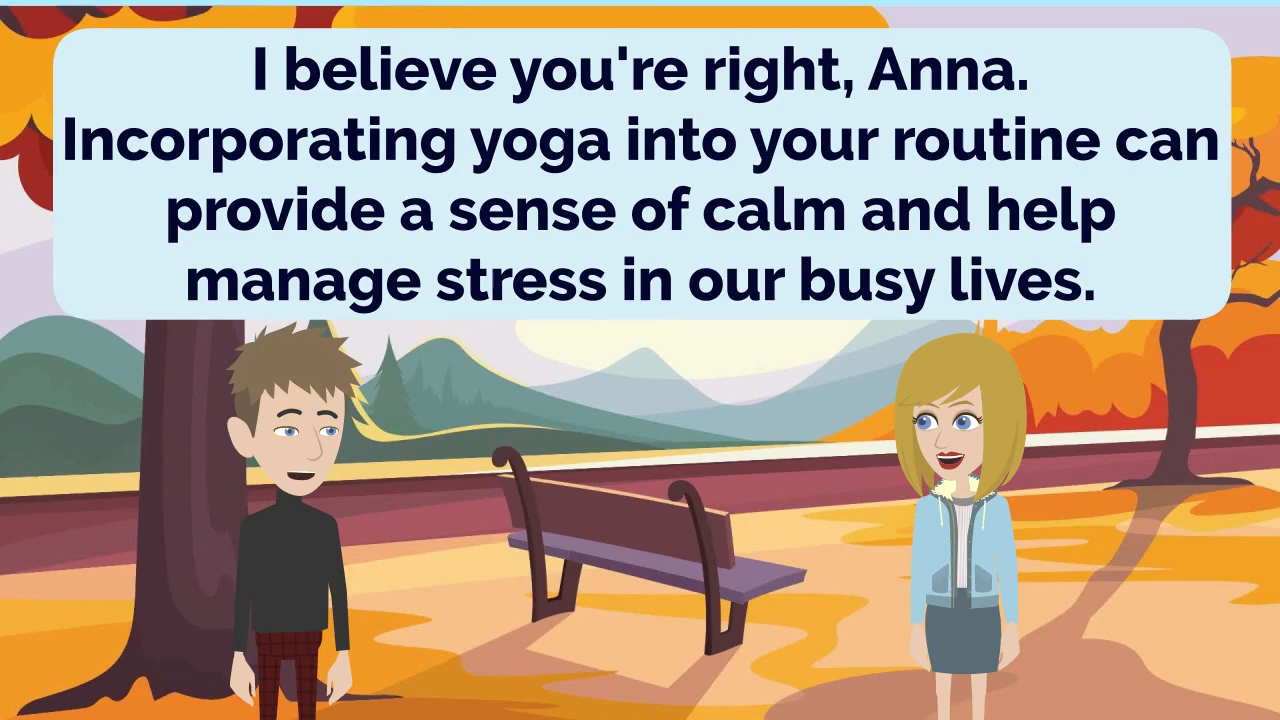 I believe you're right, Anna.
Incorporating yoga into your routine can
provide a sense of calm and help
manage stress in our busy lives.